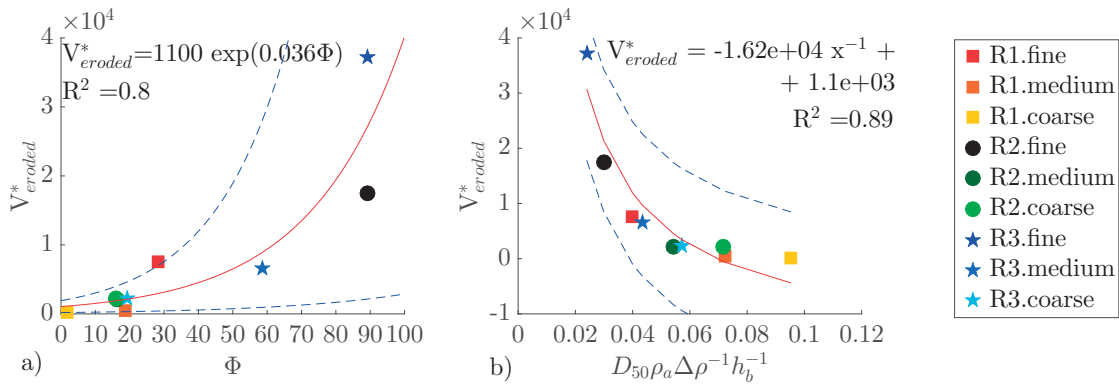 ×10⁴
V*eroded=1100 exp(0.036Φ)
R² =0.8
4
3
2
1
0
V*eroded
0 10 20 30 40 50 60 70 80 90 100
a)
Φ
×10⁴
V*eroded = -1.62e+04 x⁻¹ +
+ 1.1e+03
R² =0.89
4
3
2
1
0
-1
V*eroded
0 0.02 0.04 0.06 0.08 0.1 0.12
b)
D₅₀ρₐΔρ⁻¹h_b⁻¹
R1.fine
R1.medium
R1.coarse
R2.fine
R2.medium
R2.coarse
R3.fine
R3.medium
R3.coarse